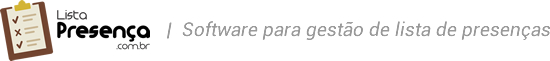 Lista
Presença
.com.br
| Software para gestão de lista de presenças